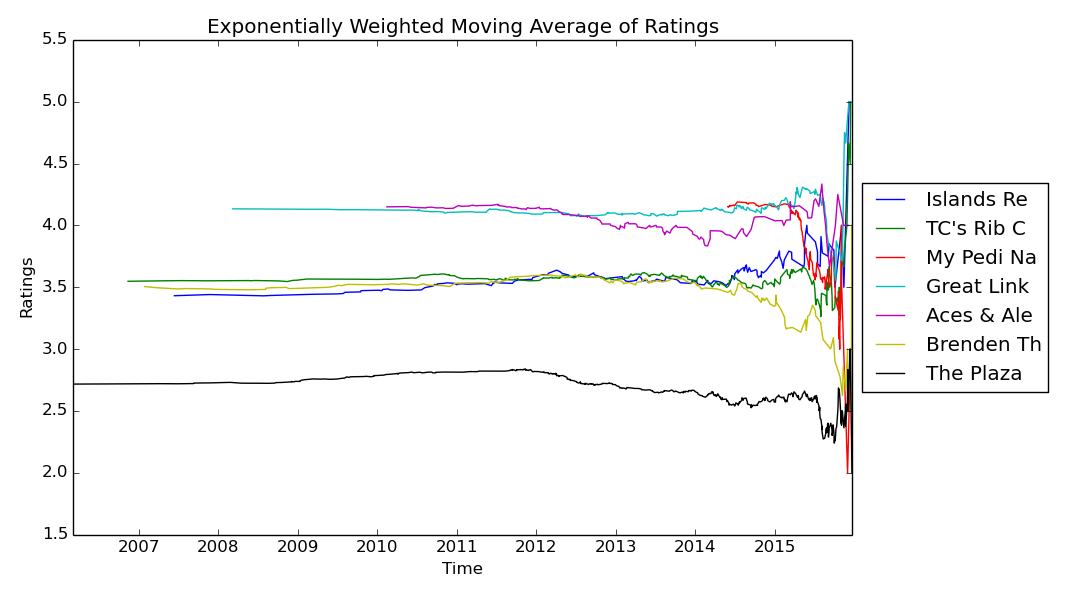 Exponentially Weighted Moving Average of Ratings
5.5
5.0
4.5
4.0
3.5
3.0
2.5
2.0
1.5
Ratings
2007 2008 2009 2010 2011 2012 2013 2014 2015
Time
Islands Re
TC's Rib C
My Pedi Na
Great Link
Aces & Ale
Brenden Th
The Plaza